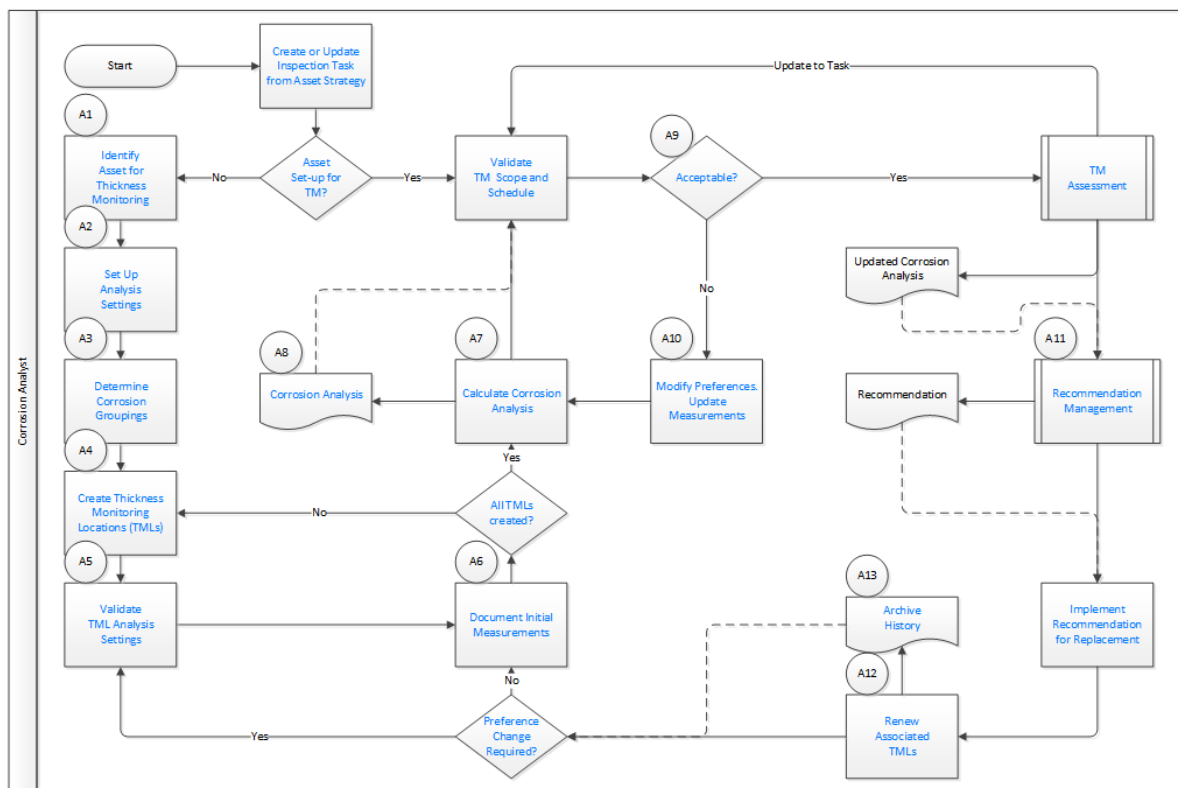 Corrosion Analyst
Start
Create or Update
Inspection Task
from Asset Strategy
Update to Task
A1
Identify
Asset for
Thickness
Monitoring
No
Asset
Set-up for
TM?
Yes
Validate
TM Scope and
Schedule
A9
Acceptable?
Yes
TM
Assessment
A2
Set Up
Analysis
Settings
Updated Corrosion
Analysis
No
A3
Determine
Corrosion
Groupings
A8
Corrosion Analysis
A7
Calculate Corrosion
Analysis
A10
Modify Preferences.
Update
Measurements
Recommendation
A11
Recommendation
Management
A4
Create Thickness
Monitoring
Locations (TMLs)
No
Yes
All TMLs
created?
A5
Validate
TML Analysis
Settings
A6
Document Initial
Measurements
A13
Archive
History
Implement
Recommendation
for Replacement
No
Yes
Preference
Change
Required?
A12
Renew
Associated
TMLs